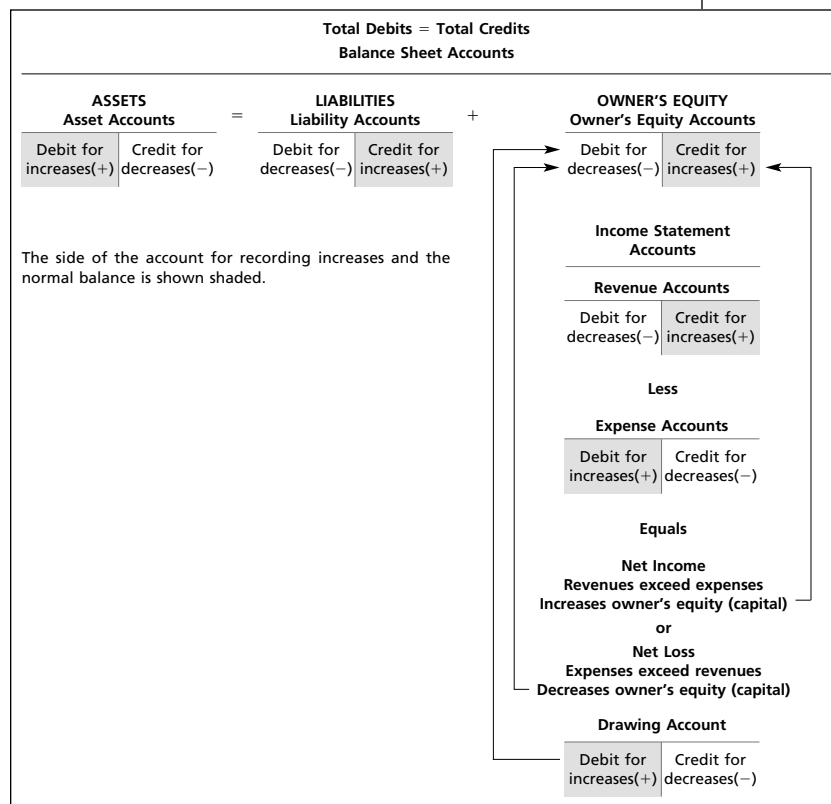 Total Debits = Total Credits
Balance Sheet Accounts
ASSETS
Asset Accounts
Debit for increases(+)
Credit for decreases(−)
=
LIABILITIES
Liability Accounts
Debit for decreases(−)
Credit for increases(+)
+
OWNER'S EQUITY
Owner's Equity Accounts
Debit for decreases(−)
Credit for increases(+)
The side of the account for recording increases and the
normal balance is shown shaded.
Income Statement
Accounts
Revenue Accounts
Debit for decreases(−)
Credit for increases(+)
Less
Expense Accounts
Debit for increases(+)
Credit for decreases(−)
Equals
Net Income
Revenues exceed expenses
Increases owner's equity (capital)
or
Net Loss
Expenses exceed revenues
Decreases owner's equity (capital)
Drawing Account
Debit for increases(+)
Credit for decreases(−)